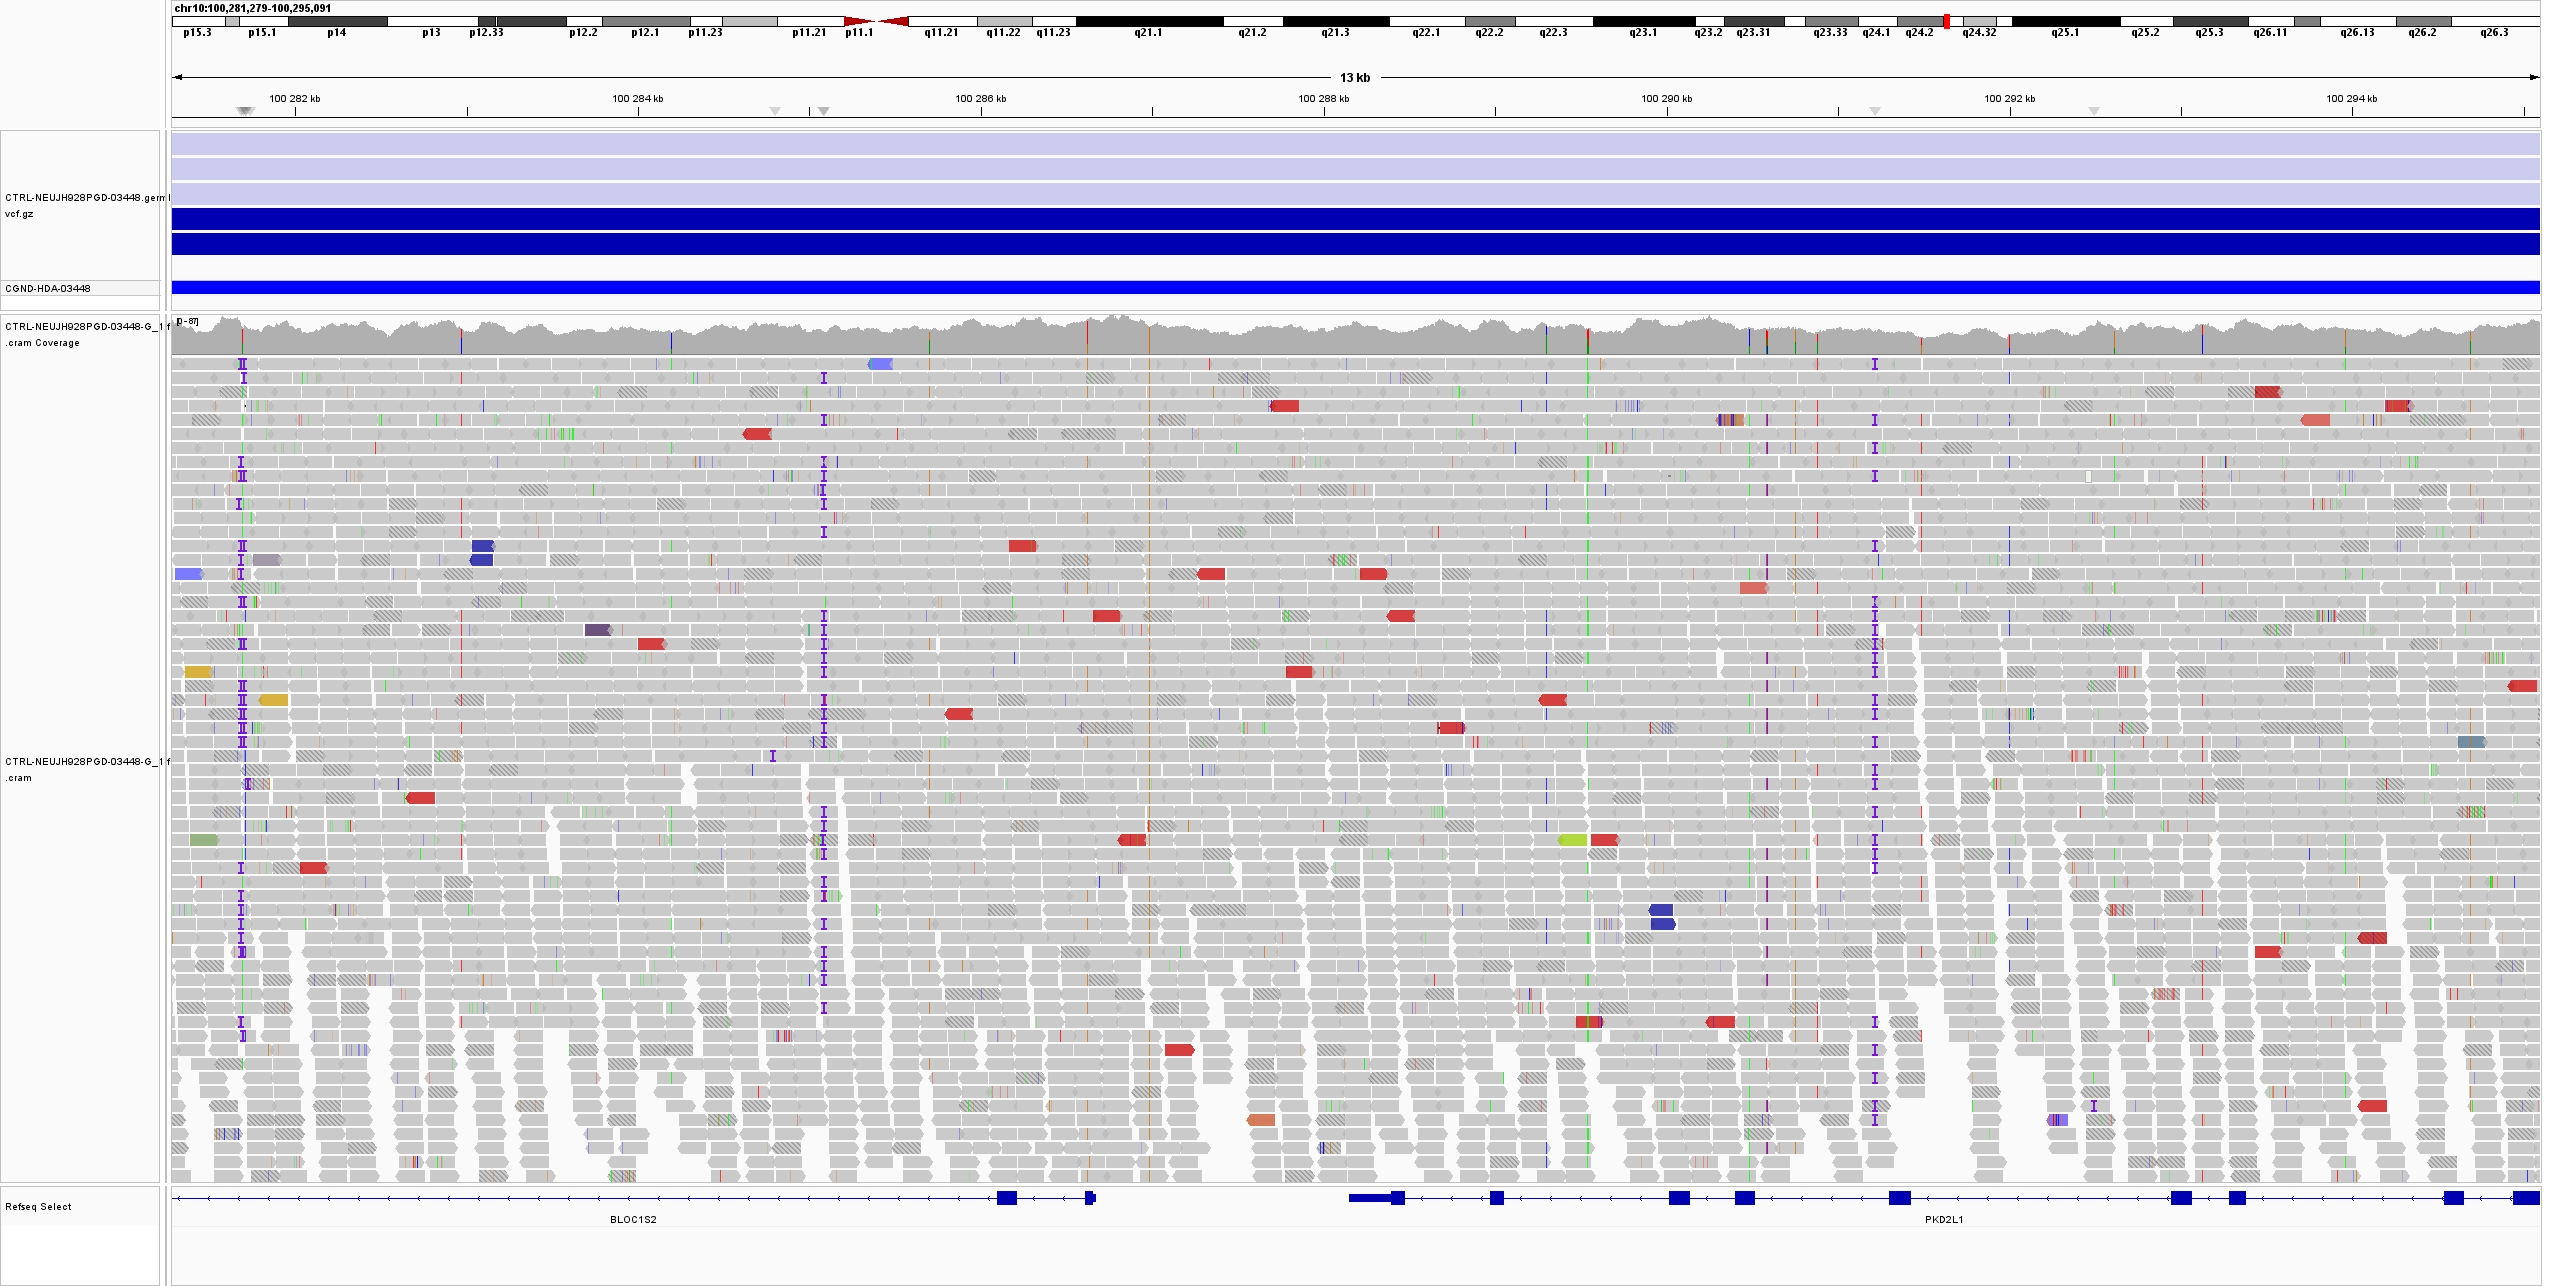 chr10:100,281,279-100,295,091
p15.3 p15.1 p14 p13 p12.33 p12.2 p12.1 p11.23 p11.21 p11.1 q11.21 q11.22 q11.23 q21.1 q21.2 q21.3 q22.1 q22.2 q22.3 q23.1 q23.2 q23.31 q23.33 q24.1 q24.2 q24.32 q25.1 q25.2 q25.3 q26.11 q26.13 q26.2 q26.3
13 kb
100 282 kb 100 284 kb 100 286 kb 100 288 kb 100 290 kb 100 292 kb 100 294 kb
CTRL-NEUJH928PGD-03448.germl
vcf.gz
CGND-HDA-03448
CTRL-NEUJH928PGD-03448-G_1 f
.cram Coverage
[0-87]
CTRL-NEUJH928PGD-03448-G_1 f
.cram
Refseq Select
BLOC1S2 PKD2L1